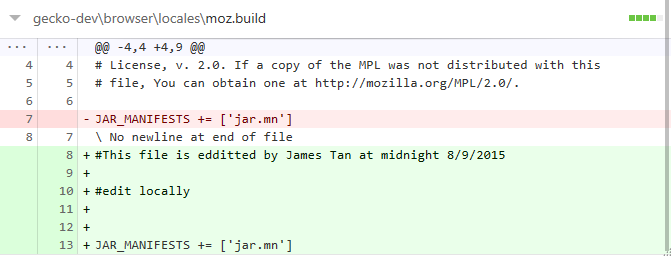 gecko-dev\browser\locales\moz.build
... ... @@ -4,4 +4,9 @@
4 4 # License, v. 2.0. If a copy of the MPL was not distributed with this
5 5 # file, You can obtain one at http://mozilla.org/MPL/2.0/.
6 6
7 - JAR_MANIFESTS += ['jar.mn']
8 7 \ No newline at end of file
8 + #This file is edditted by James Tan at midnight 8/9/2015
9 +
10 + #edit locally
11 +
12 +
13 + JAR_MANIFESTS += ['jar.mn']